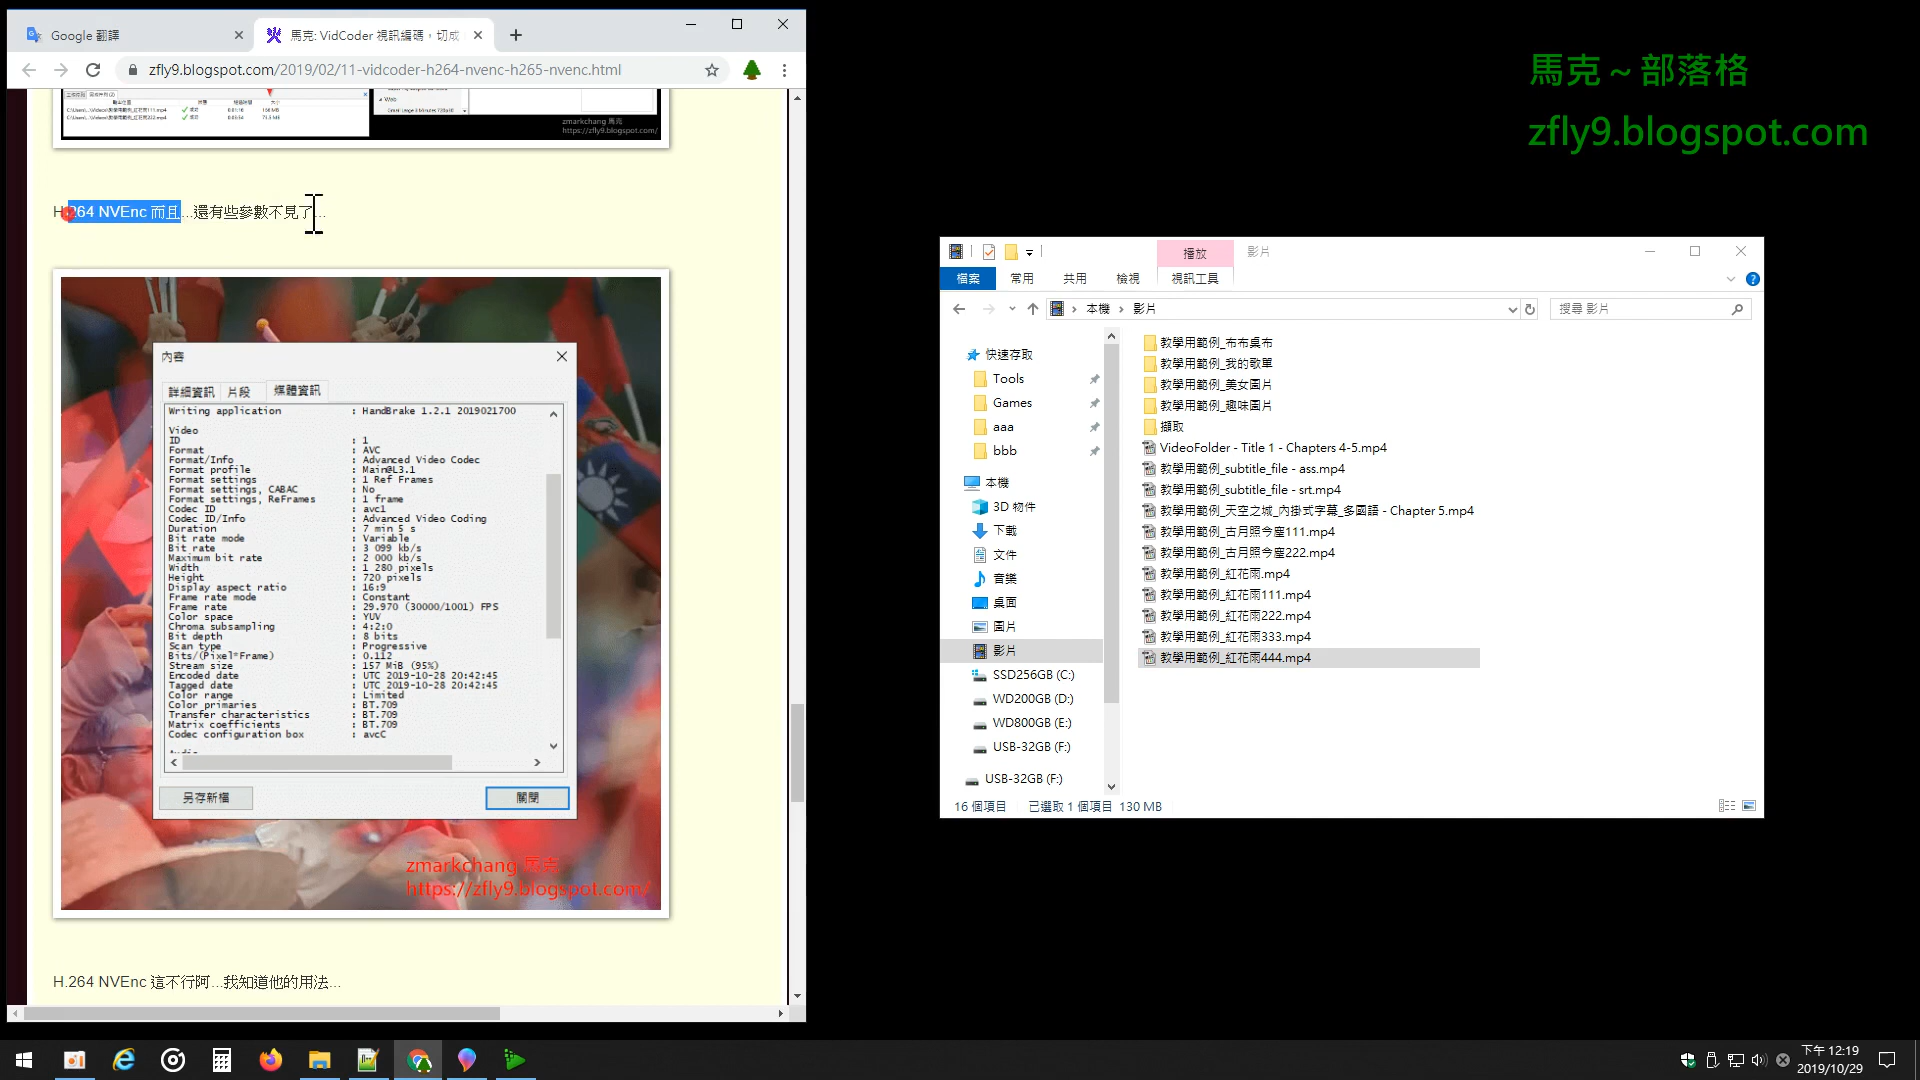 Google 翻譯
馬克: VidCoder 視訊編碼，切成
zfly9.blogspot.com/2019/02/11-vidcoder-h264-nvenc-h265-nvenc.html
zmarkchang 馬克
https://zfly9.blogspot.com/
H.264 NVEnc 而且...還有些參數不見了...
內容
詳細資訊 片段 媒體資訊
Writing application : HandBrake 1.2.1 2019021700
Video
ID : 1
Format : AVC
Format/Info : Advanced Video Codec
Format profile : Main@L3.1
Format settings : 1 Ref Frames
Format settings, CABAC : No
Format settings, ReFrames : 1 frame
Codec ID : avc1
Codec ID/Info : Advanced Video Coding
Duration : 7 min 5 s
Bit rate mode : Variable
Bit rate : 3 099 kb/s
Maximum bit rate : 2 000 kb/s
Width : 1 280 pixels
Height : 720 pixels
Display aspect ratio : 16:9
Frame rate mode : Constant
Frame rate : 29.970 (30000/1001) FPS
Color space : YUV
Chroma subsampling : 4:2:0
Bit depth : 8 bits
Scan type : Progressive
Bits/(Pixel*Frame) : 0.112
Stream size : 157 MiB (95%)
Encoded date : UTC 2019-10-28 20:42:45
Tagged date : UTC 2019-10-28 20:42:45
Color range : Limited
Color primaries : BT.709
Transfer characteristics : BT.709
Matrix coefficients : BT.709
Codec configuration box : avcC
另存新檔 關閉
zmarkchang 馬克
https://zfly9.blogspot.com/
H.264 NVEnc 這不行阿...我知道他的用法...
馬克～部落格
zfly9.blogspot.com
播放 影片
檔案 常用 共用 檢視 視訊工具
本機 影片
搜尋 影片
快速存取
Tools
Games
aaa
bbb
本機
3D 物件
下載
文件
音樂
桌面
圖片
影片
SSD256GB (C:)
WD200GB (D:)
WD800GB (E:)
USB-32GB (F:)
USB-32GB (F:)
教學用範例_布布桌布
教學用範例_我的歌單
教學用範例_美女圖片
教學用範例_趣味圖片
擷取
VideoFolder - Title 1 - Chapters 4-5.mp4
教學用範例_subtitle_file - ass.mp4
教學用範例_subtitle_file - srt.mp4
教學用範例_天空之城_內掛式字幕_多國語 - Chapter 5.mp4
教學用範例_古月照今塵111.mp4
教學用範例_古月照今塵222.mp4
教學用範例_紅花雨.mp4
教學用範例_紅花雨111.mp4
教學用範例_紅花雨222.mp4
教學用範例_紅花雨333.mp4
教學用範例_紅花雨444.mp4
16 個項目 已選取 1 個項目 130 MB
下午 12:19
2019/10/29